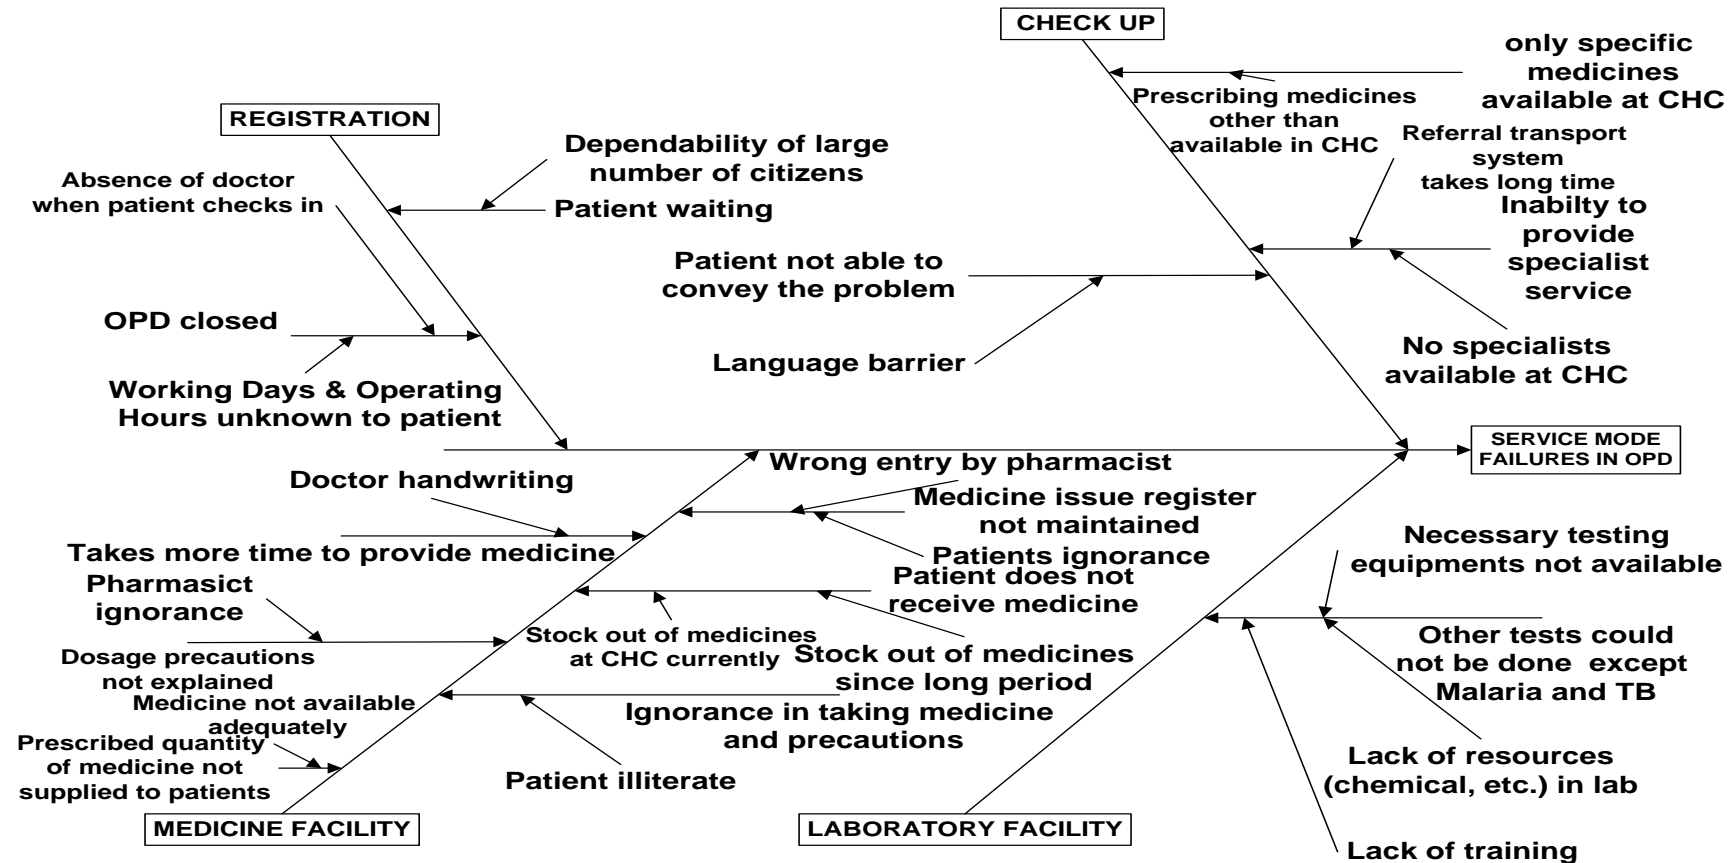 CHECK UP
only specific
medicines
available at CHC
Prescribing medicines
other than
available in CHC
Referral transport
system
takes long time
Inabilty to
provide
specialist
service
No specialists
available at CHC
Patient not able to
convey the problem
Language barrier
REGISTRATION
Dependability of large
number of citizens
Patient waiting
Absence of doctor
when patient checks in
OPD closed
Working Days & Operating
Hours unknown to patient
SERVICE MODE
FAILURES IN OPD
Wrong entry by pharmacist
Doctor handwriting
Medicine issue register
not maintained
Patients ignorance
Takes more time to provide medicine
Patient does not
receive medicine
Pharmasict
ignorance
Stock out of medicines
at CHC currently
Stock out of medicines
since long period
Dosage precautions
not explained
Medicine not available
adequately
Ignorance in taking medicine
and precautions
Prescribed quantity
of medicine not
supplied to patients
Patient illiterate
MEDICINE FACILITY
Necessary testing
equipments not available
Other tests could
not be done except
Malaria and TB
Lack of resources
(chemical, etc.) in lab
LABORATORY FACILITY
Lack of training